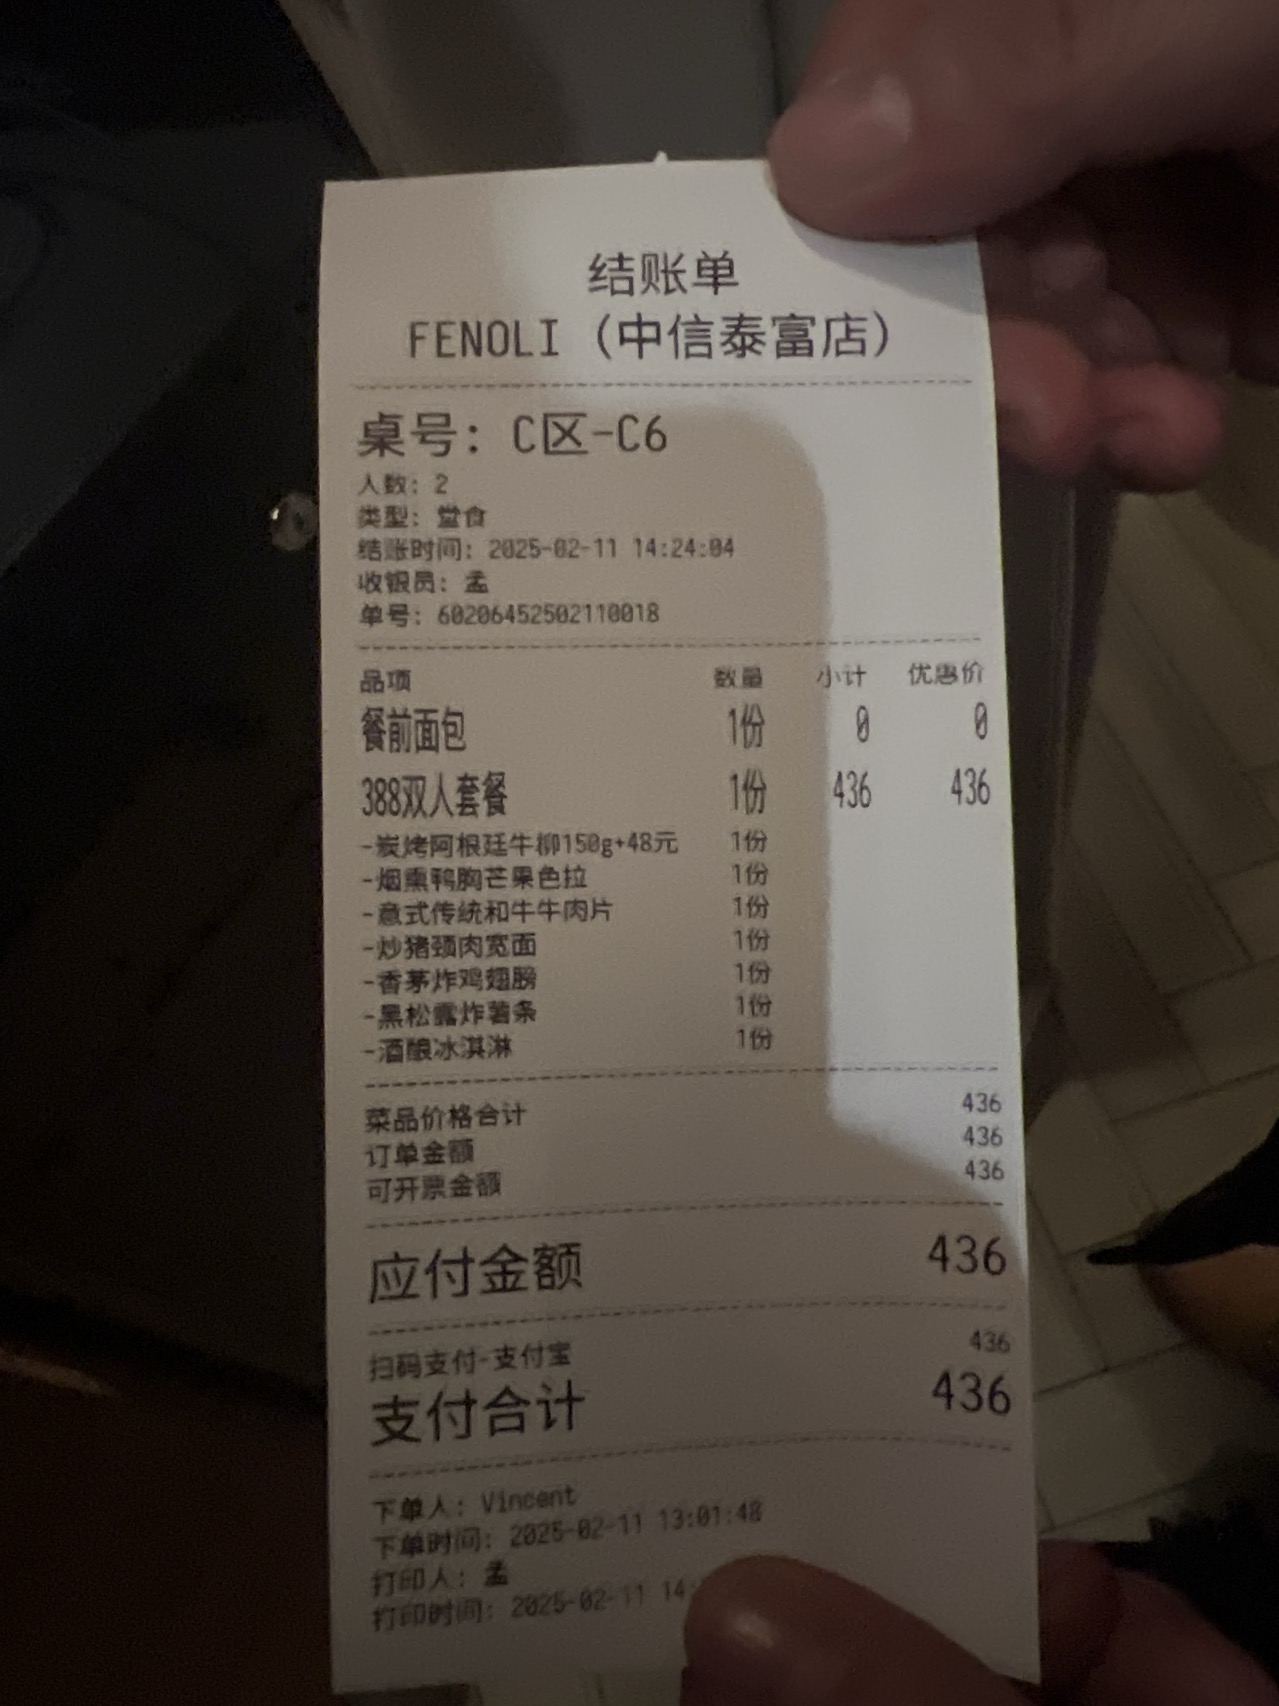 结账单
FENOLI（中信泰富店）
桌号: C区-C6
人数: 2
类型: 堂食
结账时间: 2025-02-11 14:24:04
收银员: 孟
单号: 60206452502110018
品项 数量 小计 优惠价
餐前面包 1份 0 0
388双人套餐 1份 436 436
-炭烤阿根廷牛柳150g+48元 1份
-烟熏鸭胸芒果色拉 1份
-意式传统和牛牛肉片 1份
-炒猪颈肉宽面 1份
-香茅炸鸡翅膀 1份
-黑松露炸薯条 1份
-酒酿冰淇淋 1份
菜品价格合计 436
订单金额 436
可开票金额 436
应付金额 436
扫码支付-支付宝 436
支付合计 436
下单人: Vincent
下单时间: 2025-02-11 13:01:48
打印人: 孟
打印时间: 2025-02-11 14: